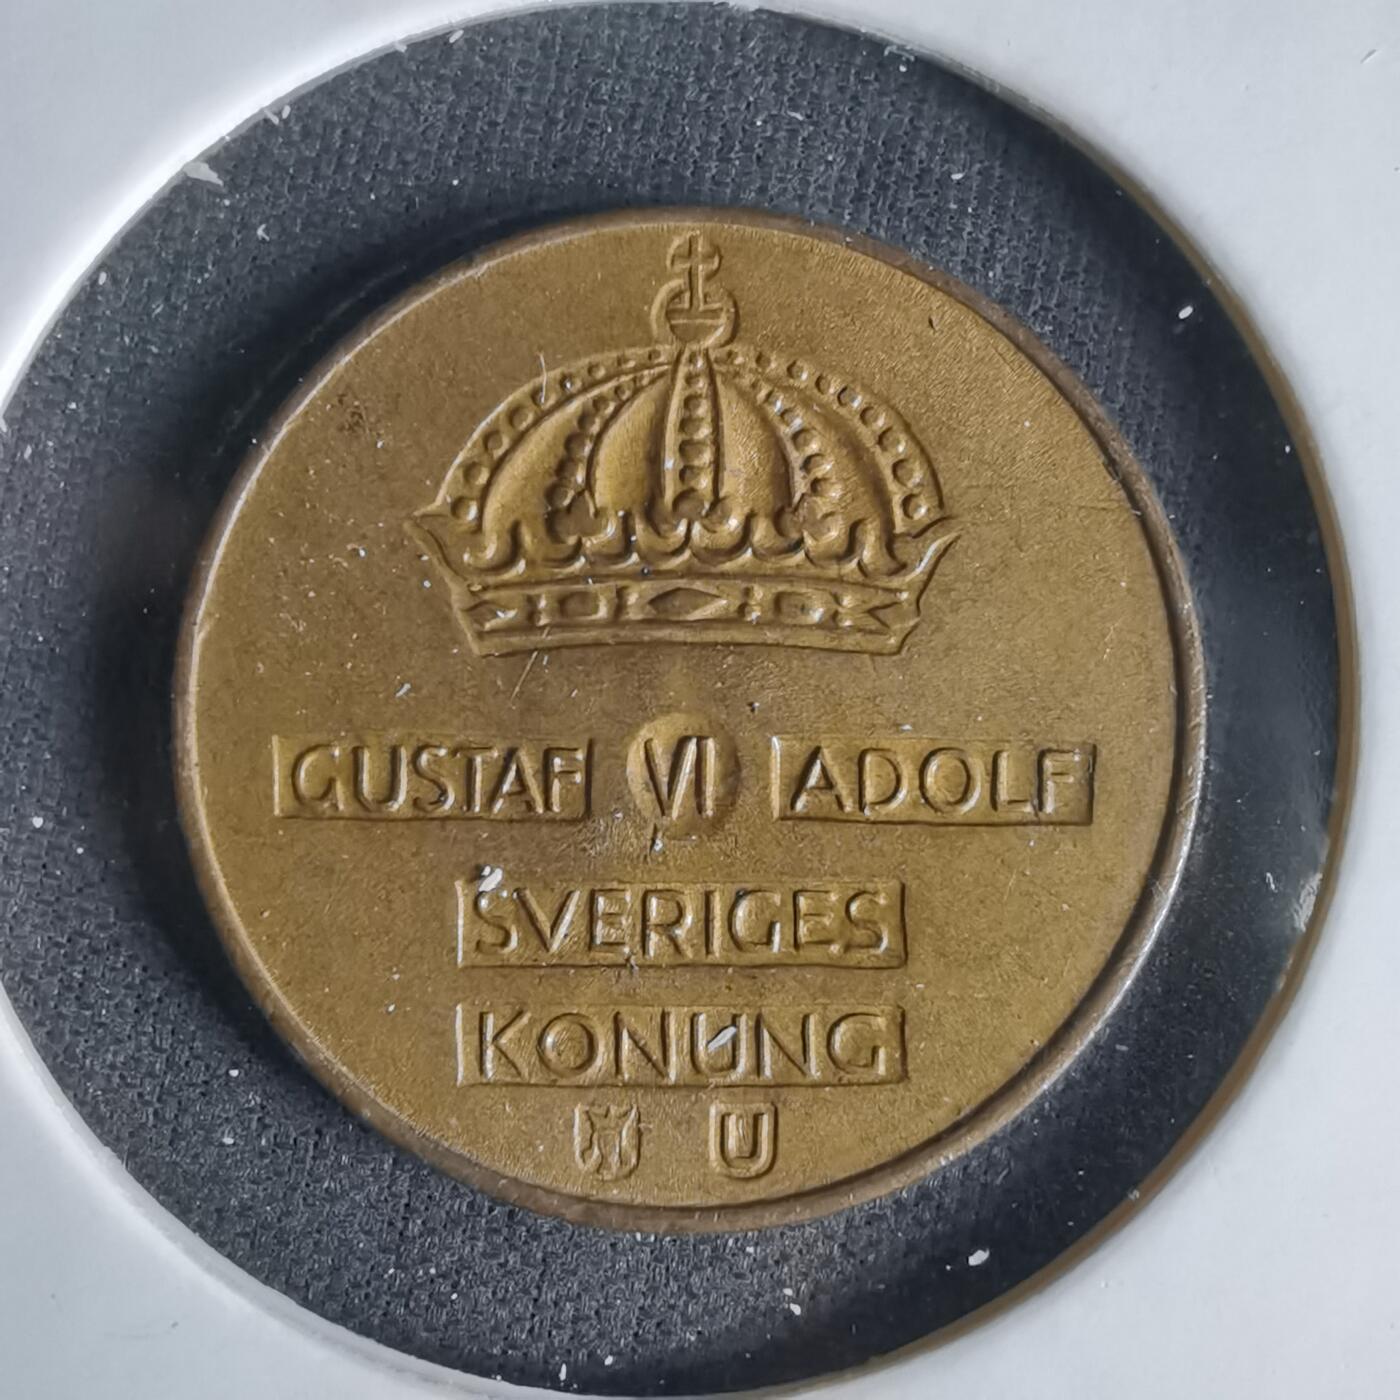 GUSTAF VI ADOLF
SVERIGES
KONUNG
U